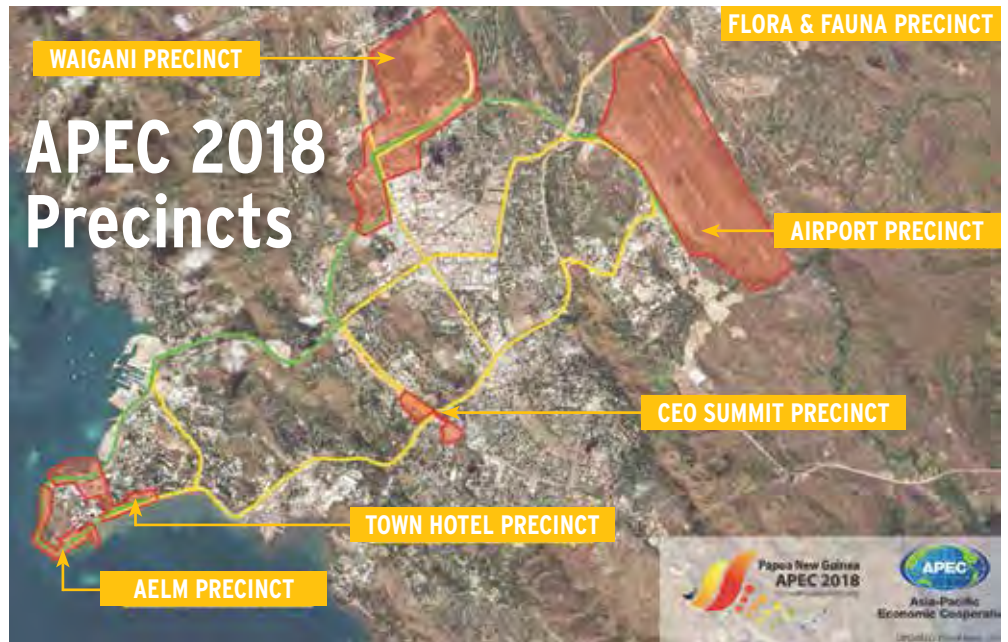 FLORA & FAUNA PRECINCT
WAIGANI PRECINCT
APEC 2018
Precincts
AIRPORT PRECINCT
CEO SUMMIT PRECINCT
TOWN HOTEL PRECINCT
AELM PRECINCT
Papua New Guinea
APEC 2018
APEC
Asia-Pacific
Economic Cooperati